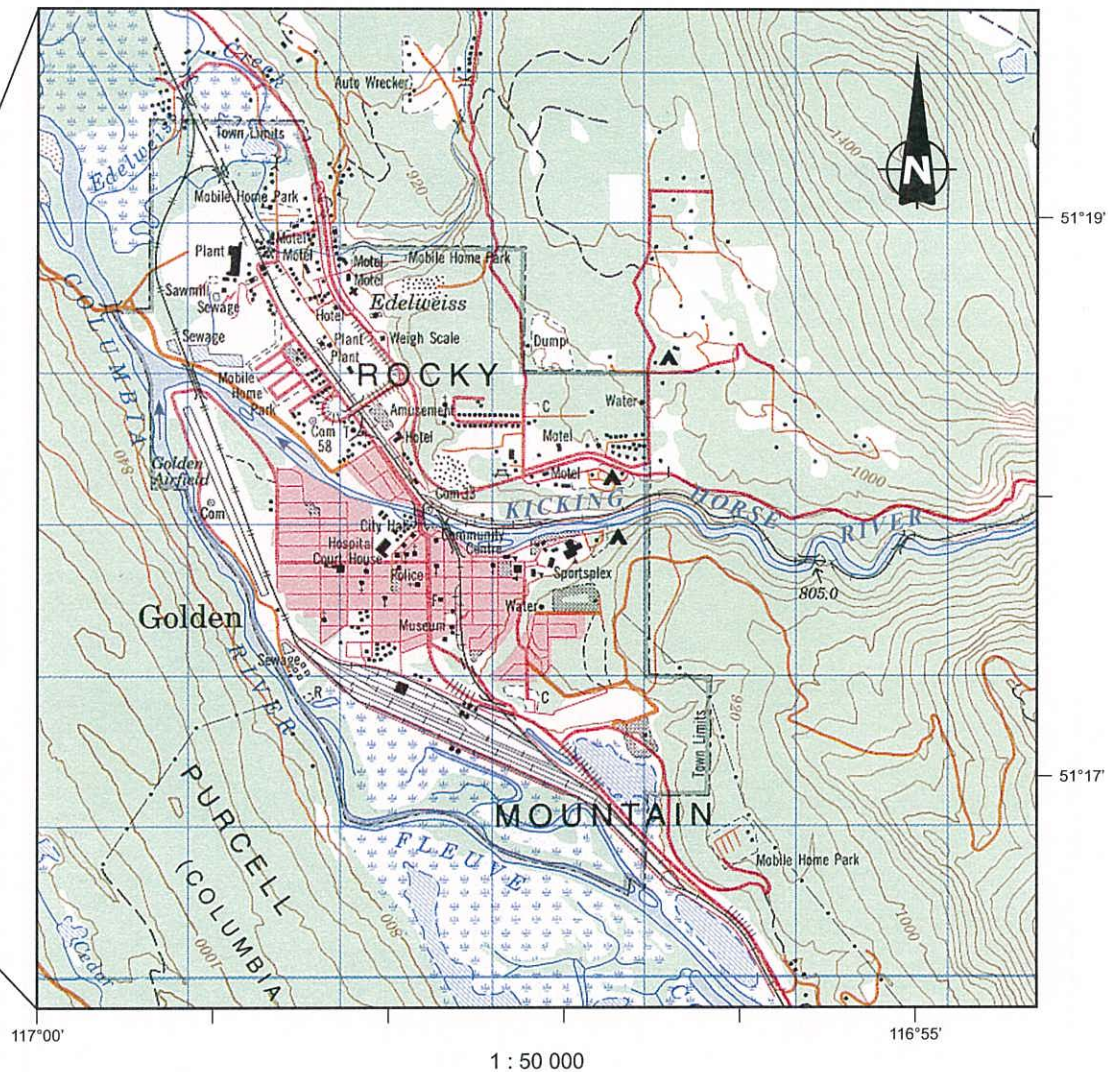 Creek
Auto Wrecker
Town Limits
Edelweiss
1400
N
920
Mobile Home Park
51°19'
Motel
Motel
Plant
Motel
Mobile Home Park
Motel
Sawmill
Sewage
Edelweiss
Hotel
COLUMBIA
Sewage
Plant
Weigh Scale
Plant
Dump
ROCKY
Mobile
Home
Park
Amusement
C
Water
Com
58
T
Hotel
Motel
840
Golden
Airfield
Motel
1000
Com 33
KICKING HORSE RIVER
Com
City Hall
Community
Centre
Hospital
Court House
Police
Sportsplex
805.0
F
Water
Golden
Museum
RIVER
Sewage
R
C
920
Town Limits
51°17'
PURCELL
MOUNTAIN
FLEUVE
Mobile Home Park
(COLUMBIA
800
1000
1000
Cedar
C
117°00'
116°55'
1 : 50 000